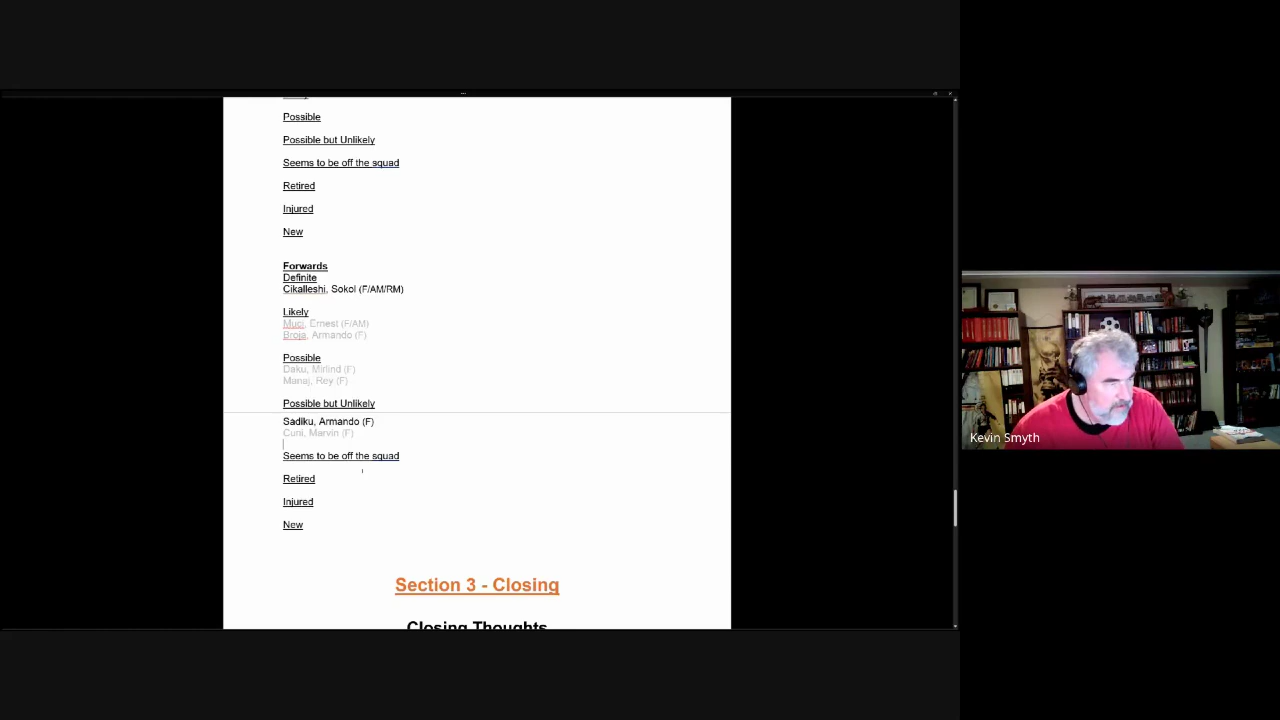 Possible
Possible but Unlikely
Seems to be off the squad
Retired
Injured
New
Forwards
Definite
Cikalleshi, Sokol (F/AM/RM)
Likely
Muci, Ernest (F/AM)
Broja, Armando (F)
Possible
Daku, Mirlind (F)
Manaj, Rey (F)
Possible but Unlikely
Sadiku, Armando (F)
Cuni, Marvin (F)
Seems to be off the squad
Retired
Injured
New
Section 3 - Closing
Closing Thoughts
Kevin Smyth